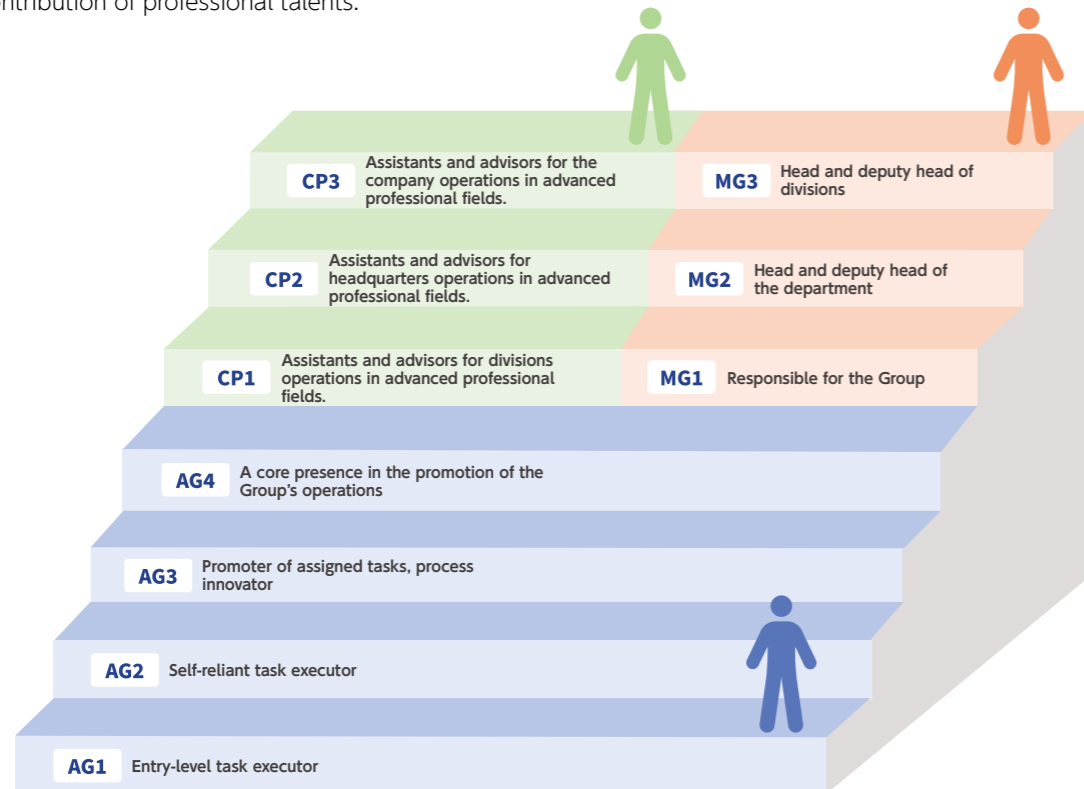 ontribution of professional talents.
CP3
Assistants and advisors for the
company operations in advanced
professional fields.
MG3
Head and deputy head of
divisions
CP2
Assistants and advisors for
headquarters operations in advanced
professional fields.
MG2
Head and deputy head of
the department
CP1
Assistants and advisors for divisions
operations in advanced professional
fields.
MG1
Responsible for the Group
AG4
A core presence in the promotion of the
Group's operations
AG3
Promoter of assigned tasks, process
innovator
AG2
Self-reliant task executor
AG1
Entry-level task executor